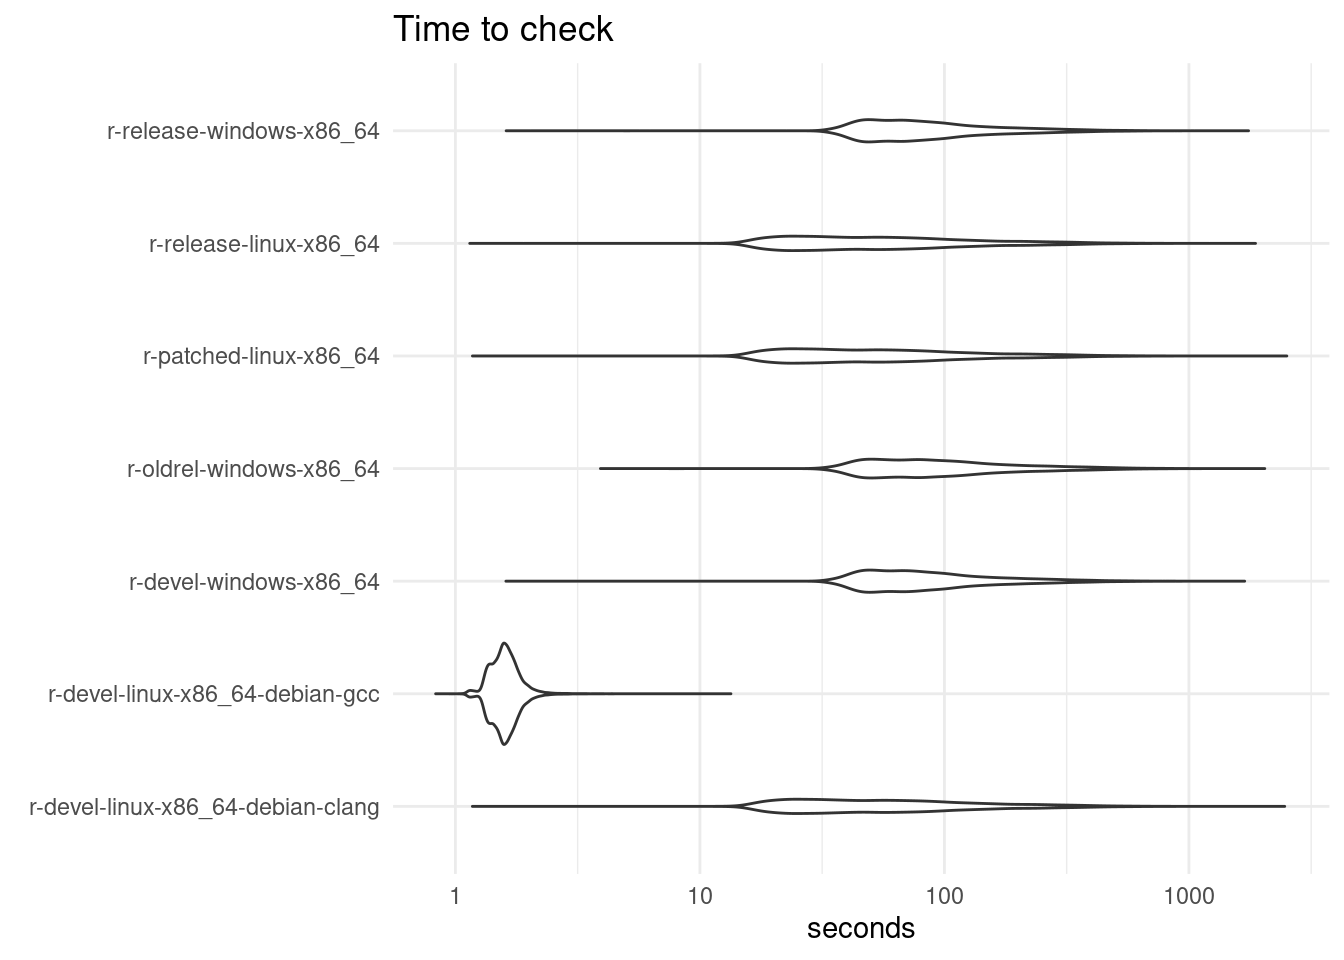 Time to check
r-release-windows-x86_64
r-release-linux-x86_64
r-patched-linux-x86_64
r-oldrel-windows-x86_64
r-devel-windows-x86_64
r-devel-linux-x86_64-debian-gcc
r-devel-linux-x86_64-debian-clang
1 10 100 1000
seconds